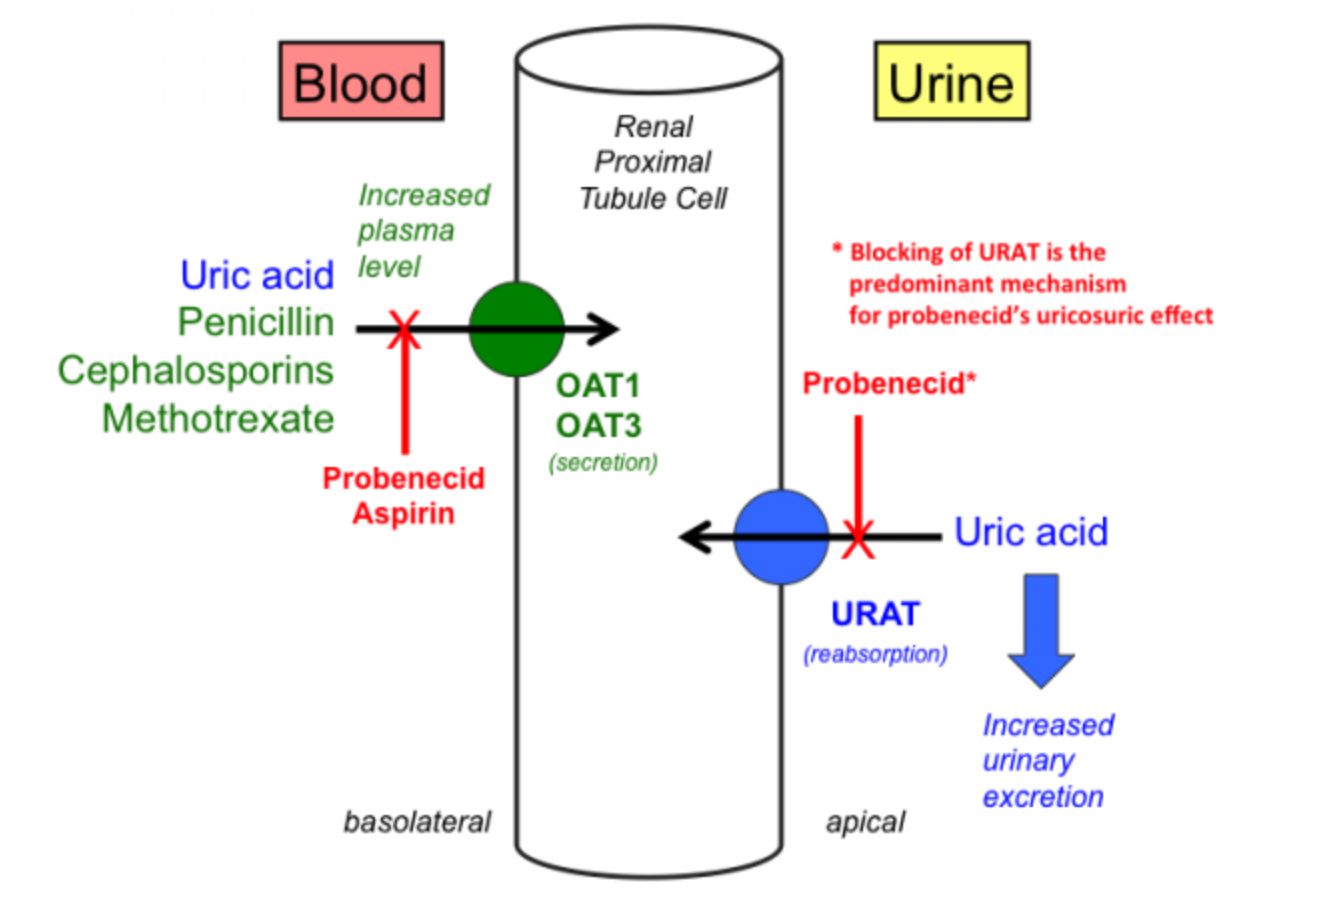 Blood
Urine
Renal
Proximal
Tubule Cell
Increased
plasma
level
Uric acid
Penicillin
Cephalosporins
Methotrexate
Probenecid
Aspirin
OAT1
OAT3
(secretion)
* Blocking of URAT is the
predominant mechanism
for probenecid's uricosuric effect
Probenecid*
Uric acid
URAT
(reabsorption)
Increased
urinary
excretion
basolateral
apical